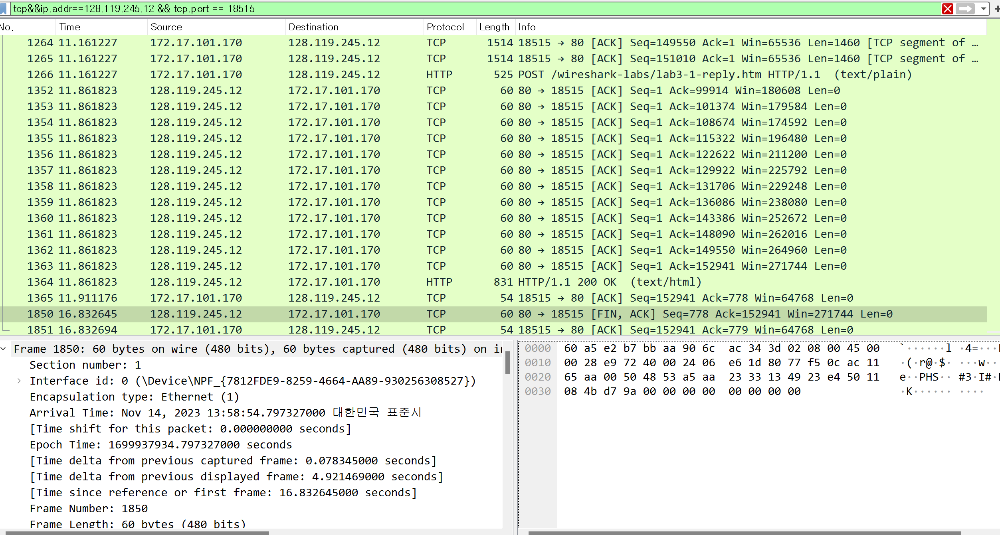 tcp&&ip.addr==128.119.245.12 && tcp.port == 18515
No. Time Source Destination Protocol Length Info
1264 11.161227 172.17.101.170 128.119.245.12 TCP 1514 18515 → 80 [ACK] Seq=149550 Ack=1 Win=65536 Len=1460 [TCP segment of …
1265 11.161227 172.17.101.170 128.119.245.12 TCP 1514 18515 → 80 [ACK] Seq=151010 Ack=1 Win=65536 Len=1460 [TCP segment of …
1266 11.161227 172.17.101.170 128.119.245.12 HTTP 525 POST /wireshark-labs/lab3-1-reply.htm HTTP/1.1  (text/plain)
1352 11.861823 128.119.245.12 172.17.101.170 TCP 60 80 → 18515 [ACK] Seq=1 Ack=99914 Win=180608 Len=0
1353 11.861823 128.119.245.12 172.17.101.170 TCP 60 80 → 18515 [ACK] Seq=1 Ack=101374 Win=179584 Len=0
1354 11.861823 128.119.245.12 172.17.101.170 TCP 60 80 → 18515 [ACK] Seq=1 Ack=108674 Win=174592 Len=0
1355 11.861823 128.119.245.12 172.17.101.170 TCP 60 80 → 18515 [ACK] Seq=1 Ack=115322 Win=196480 Len=0
1356 11.861823 128.119.245.12 172.17.101.170 TCP 60 80 → 18515 [ACK] Seq=1 Ack=122622 Win=211200 Len=0
1357 11.861823 128.119.245.12 172.17.101.170 TCP 60 80 → 18515 [ACK] Seq=1 Ack=129922 Win=225792 Len=0
1358 11.861823 128.119.245.12 172.17.101.170 TCP 60 80 → 18515 [ACK] Seq=1 Ack=131706 Win=229248 Len=0
1359 11.861823 128.119.245.12 172.17.101.170 TCP 60 80 → 18515 [ACK] Seq=1 Ack=136086 Win=238080 Len=0
1360 11.861823 128.119.245.12 172.17.101.170 TCP 60 80 → 18515 [ACK] Seq=1 Ack=143386 Win=252672 Len=0
1361 11.861823 128.119.245.12 172.17.101.170 TCP 60 80 → 18515 [ACK] Seq=1 Ack=148090 Win=262016 Len=0
1362 11.861823 128.119.245.12 172.17.101.170 TCP 60 80 → 18515 [ACK] Seq=1 Ack=149550 Win=264960 Len=0
1363 11.861823 128.119.245.12 172.17.101.170 TCP 60 80 → 18515 [ACK] Seq=1 Ack=152941 Win=271744 Len=0
1364 11.861823 128.119.245.12 172.17.101.170 HTTP 831 HTTP/1.1 200 OK  (text/html)
1365 11.911176 172.17.101.170 128.119.245.12 TCP 54 18515 → 80 [ACK] Seq=152941 Ack=778 Win=64768 Len=0
1850 16.832645 128.119.245.12 172.17.101.170 TCP 60 80 → 18515 [FIN, ACK] Seq=778 Ack=152941 Win=271744 Len=0
1851 16.832694 172.17.101.170 128.119.245.12 TCP 54 18515 → 80 [ACK] Seq=152941 Ack=779 Win=64768 Len=0
Frame 1850: 60 bytes on wire (480 bits), 60 bytes captured (480 bits) on
Section number: 1
Interface id: 0 (\Device\NPF_{7812FDE9-8259-4664-AA89-930256308527})
Encapsulation type: Ethernet (1)
Arrival Time: Nov 14, 2023 13:58:54.797327000 대한민국 표준시
[Time shift for this packet: 0.000000000 seconds]
Epoch Time: 1699937934.797327000 seconds
[Time delta from previous captured frame: 0.078345000 seconds]
[Time delta from previous displayed frame: 4.921469000 seconds]
[Time since reference or first frame: 16.832645000 seconds]
Frame Number: 1850
Frame Length: 60 bytes (480 bits)
0000 60 a5 e2 b7 bb aa 90 6c ac 34 3d 02 08 00 45 00 `······l ·4=···
0010 00 28 e9 72 40 00 24 06 e6 1d 80 77 f5 0c ac 11 ·(·r@·$· ···w··
0020 65 aa 00 50 48 53 a5 aa 23 33 13 49 23 e4 50 11 e··PHS·· #3·I#·
0030 08 4b d7 9a 00 00 00 00 00 00 00 00 ·K······ ····